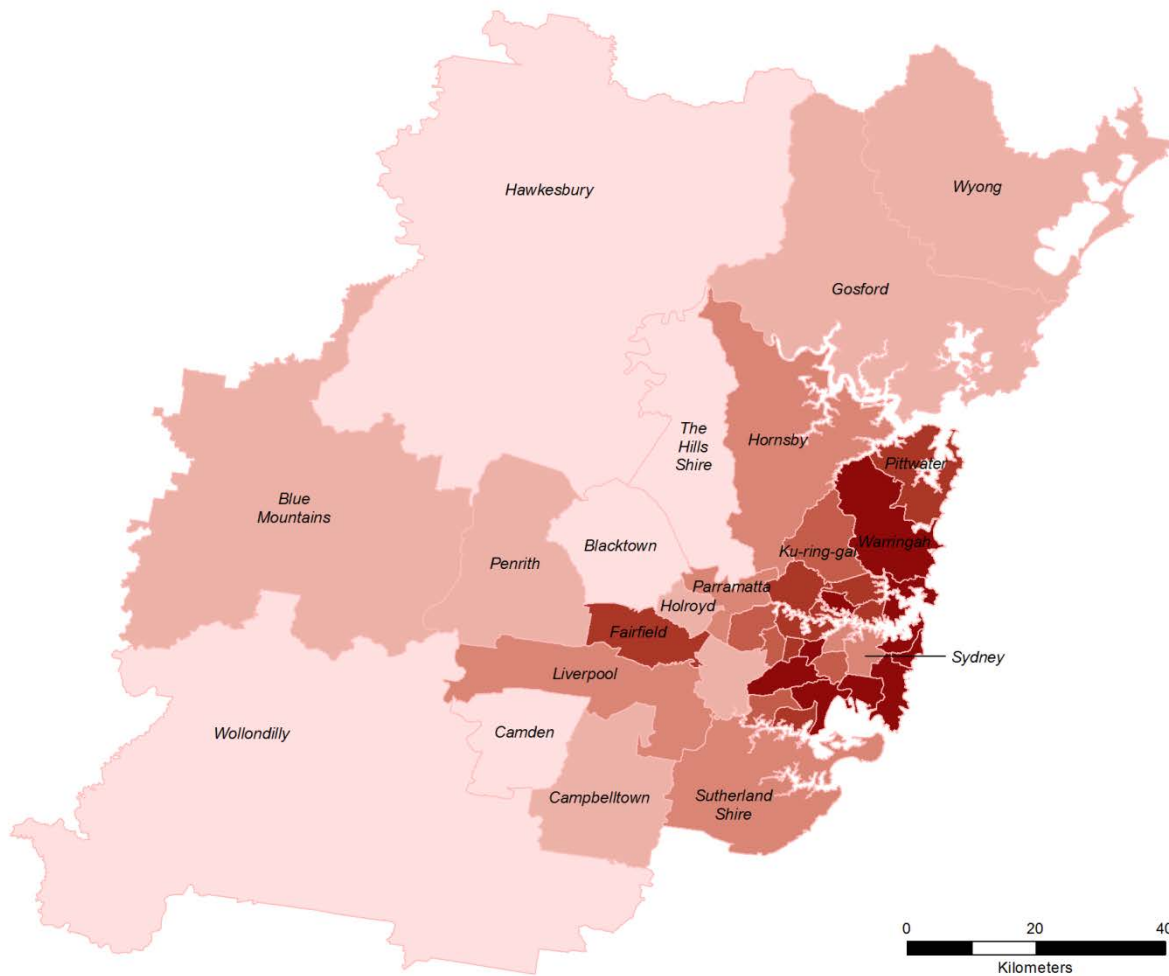 Hawkesbury
Wyong
Gosford
The
Hills
Shire
Hornsby
Pittwater
Blue
Mountains
Penrith
Blacktown
Ku-ring-gai
Warringah
Parramatta
Holroyd
Fairfield
Sydney
Liverpool
Wollondilly
Camden
Campbelltown
Sutherland
Shire
0 20 40
Kilometers